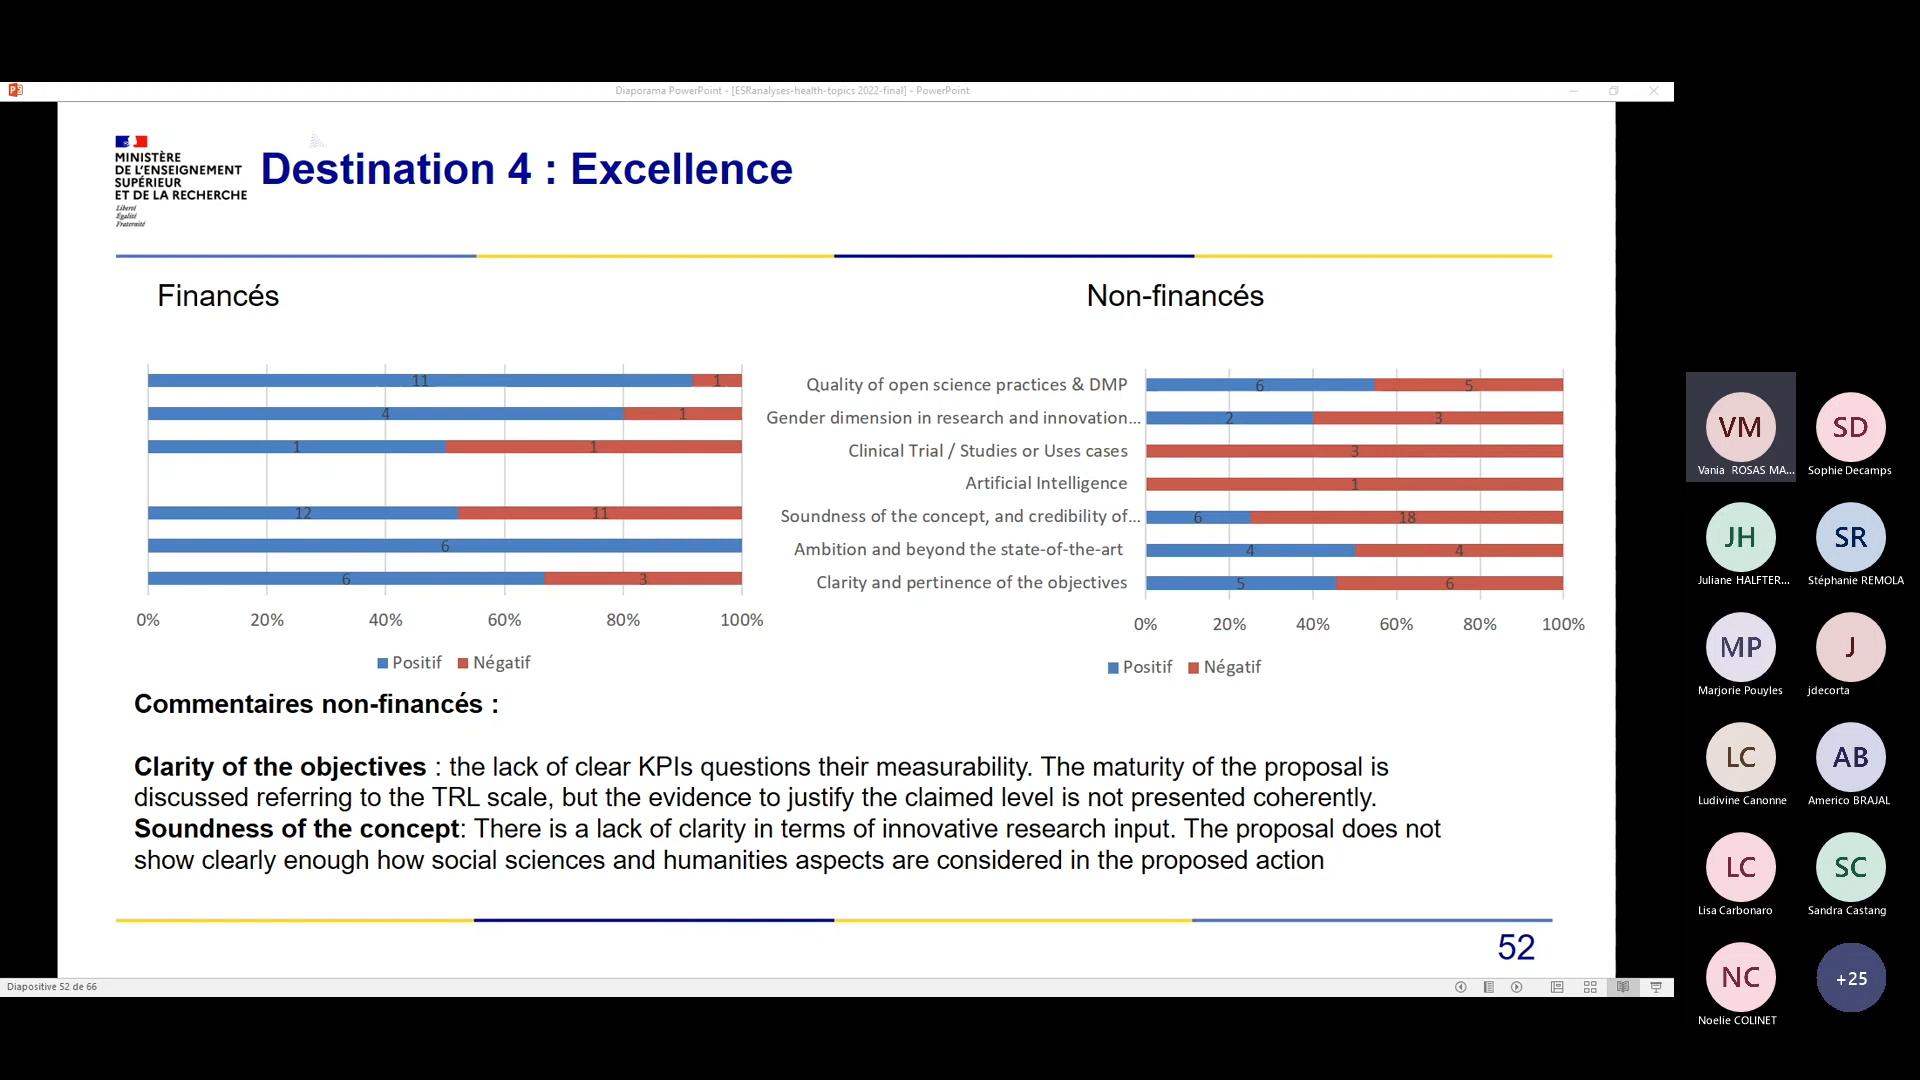 Diaporama PowerPoint - [ESRanalyses-health-topics 2022-final] - PowerPoint
MINISTÈRE
DE L'ENSEIGNEMENT
SUPÉRIEUR
ET DE LA RECHERCHE
Liberté
Égalité
Fraternité
Destination 4 : Excellence
Financés
11 1
4 1
1 1
12 11
6
6 3
0% 20% 40% 60% 80% 100%
Positif Négatif
Non-financés
Quality of open science practices & DMP 6 5
Gender dimension in research and innovation... 2 3
Clinical Trial / Studies or Uses cases 3
Artificial Intelligence 1
Soundness of the concept, and credibility of... 6 18
Ambition and beyond the state-of-the-art 4 4
Clarity and pertinence of the objectives 5 6
0% 20% 40% 60% 80% 100%
Positif Négatif
Commentaires non-financés :
Clarity of the objectives : the lack of clear KPIs questions their measurability. The maturity of the proposal is
discussed referring to the TRL scale, but the evidence to justify the claimed level is not presented coherently.
Soundness of the concept: There is a lack of clarity in terms of innovative research input. The proposal does not
show clearly enough how social sciences and humanities aspects are considered in the proposed action
52
Diapositive 52 de 66
VM SD
Vania ROSAS MA... Sophie Decamps
JH SR
Juliane HALFTER... Stéphanie REMOLA
MP J
Marjorie Pouyles jdecorta
LC AB
Ludivine Canonne Americo BRAJAL
LC SC
Lisa Carbonaro Sandra Castang
NC +25
Noelie COLINET